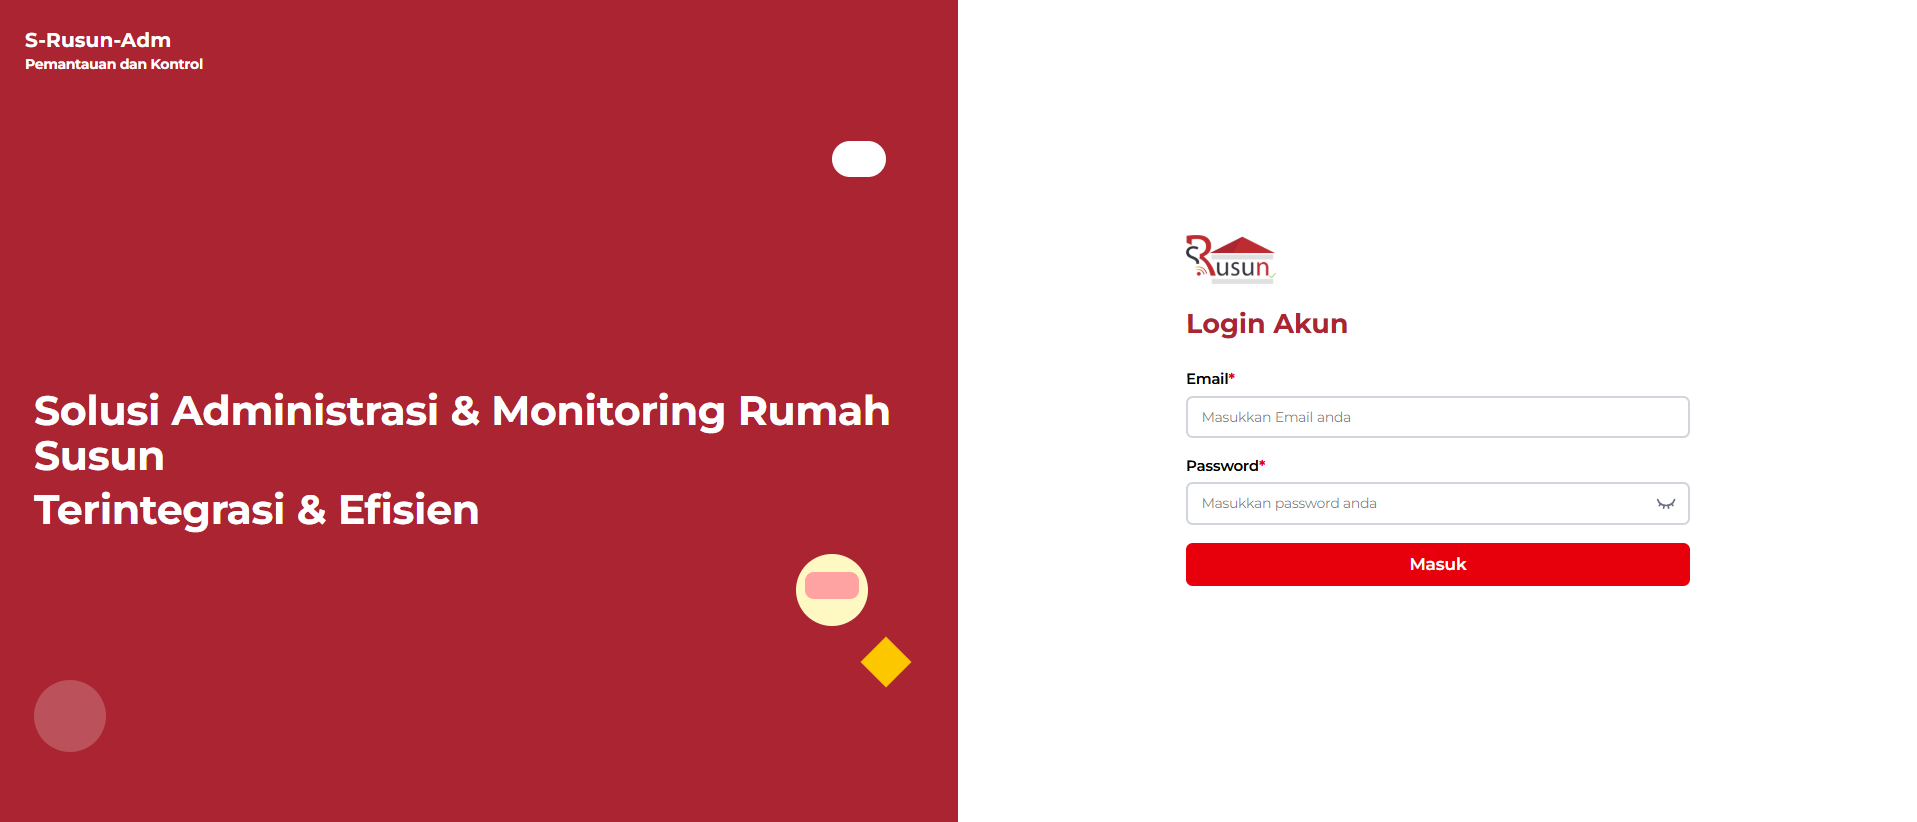 S-Rusun-Adm
Pemantauan dan Kontrol
Solusi Administrasi & Monitoring Rumah
Susun
Terintegrasi & Efisien
SRusun
Login Akun
Email*
Masukkan Email anda
Password*
Masukkan password anda
Masuk